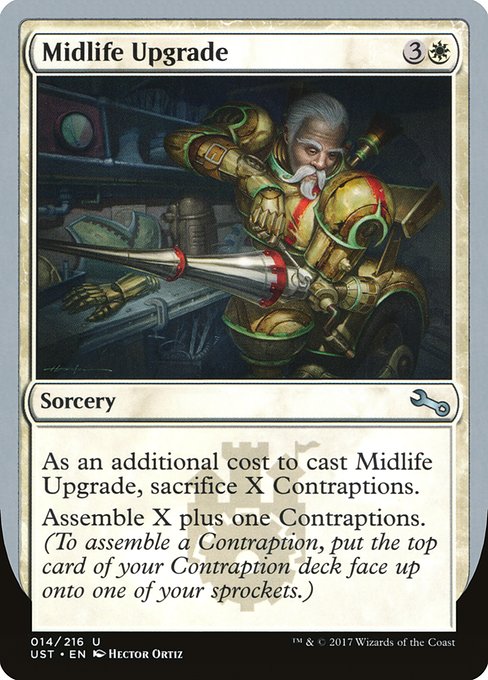 Midlife Upgrade 3
Sorcery
As an additional cost to cast Midlife
Upgrade, sacrifice X Contraptions.
Assemble X plus one Contraptions.
(To assemble a Contraption, put the top
card of your Contraption deck face up
onto one of your sprockets.)
014/216 U
UST • EN Hector Ortiz
™ & © 2017 Wizards of the Coast